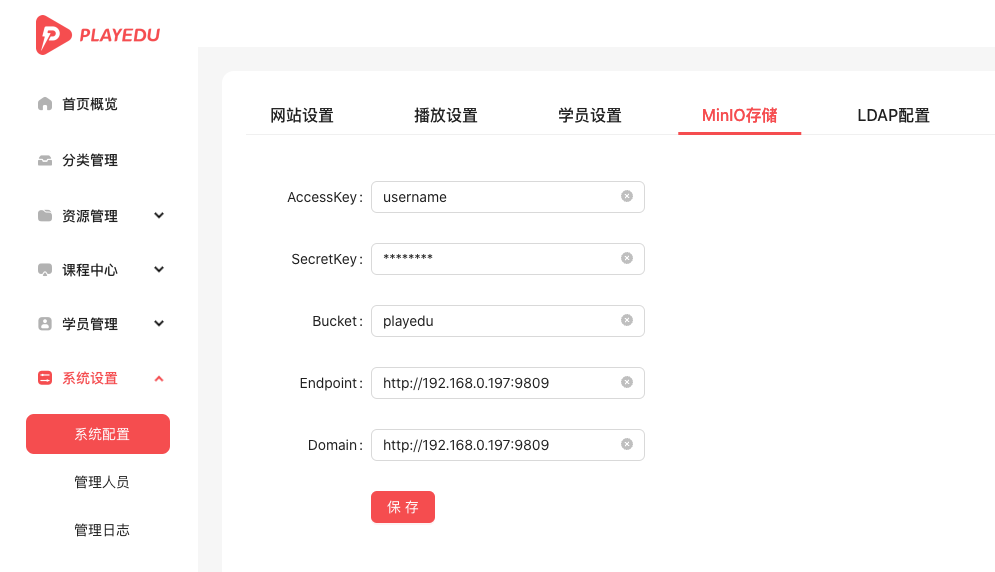 PLAYEDU
首页概览
分类管理
资源管理
课程中心
学员管理
系统设置
系统配置
管理人员
管理日志
网站设置 播放设置 学员设置 MinIO存储 LDAP配置
AccessKey: username
SecretKey: ********
Bucket: playedu
Endpoint: http://192.168.0.197:9809
Domain: http://192.168.0.197:9809
保 存